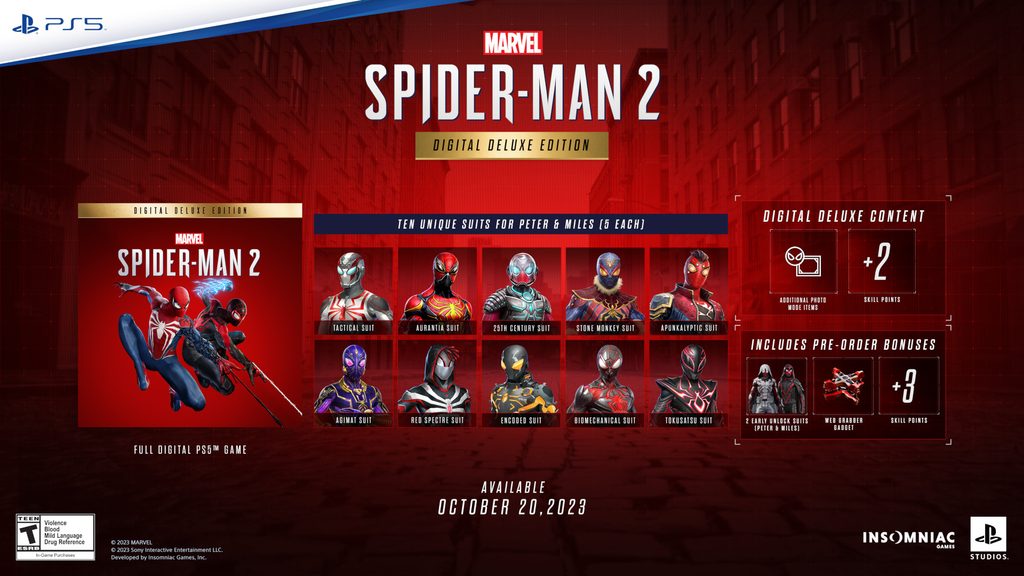 PS5
MARVEL
SPIDER-MAN 2
DIGITAL DELUXE EDITION
DIGITAL DELUXE EDITION
MARVEL
SPIDER-MAN 2
FULL DIGITAL PS5™ GAME
TEN UNIQUE SUITS FOR PETER & MILES (5 EACH)
TACTICAL SUIT
AURANTIA SUIT
25TH CENTURY SUIT
STONE MONKEY SUIT
APUNKALYPTIC SUIT
AGIMAT SUIT
RED SPECTRE SUIT
ENCODED SUIT
BIOMECHANICAL SUIT
TOKUSATSU SUIT
DIGITAL DELUXE CONTENT
ADDITIONAL PHOTO
MODE ITEMS
+2
SKILL POINTS
INCLUDES PRE-ORDER BONUSES
2 EARLY UNLOCK SUITS
(PETER & MILES)
WEB GRABBER
GADGET
+3
SKILL POINTS
AVAILABLE
OCTOBER 20,2023
TEEN
T
ESRB
Violence
Blood
Mild Language
Drug Reference
In-Game Purchases
© 2023 MARVEL
© 2023 Sony Interactive Entertainment LLC.
Developed by Insomniac Games, Inc.
INSOMNIAC
GAMES
PlayStation
STUDIOS